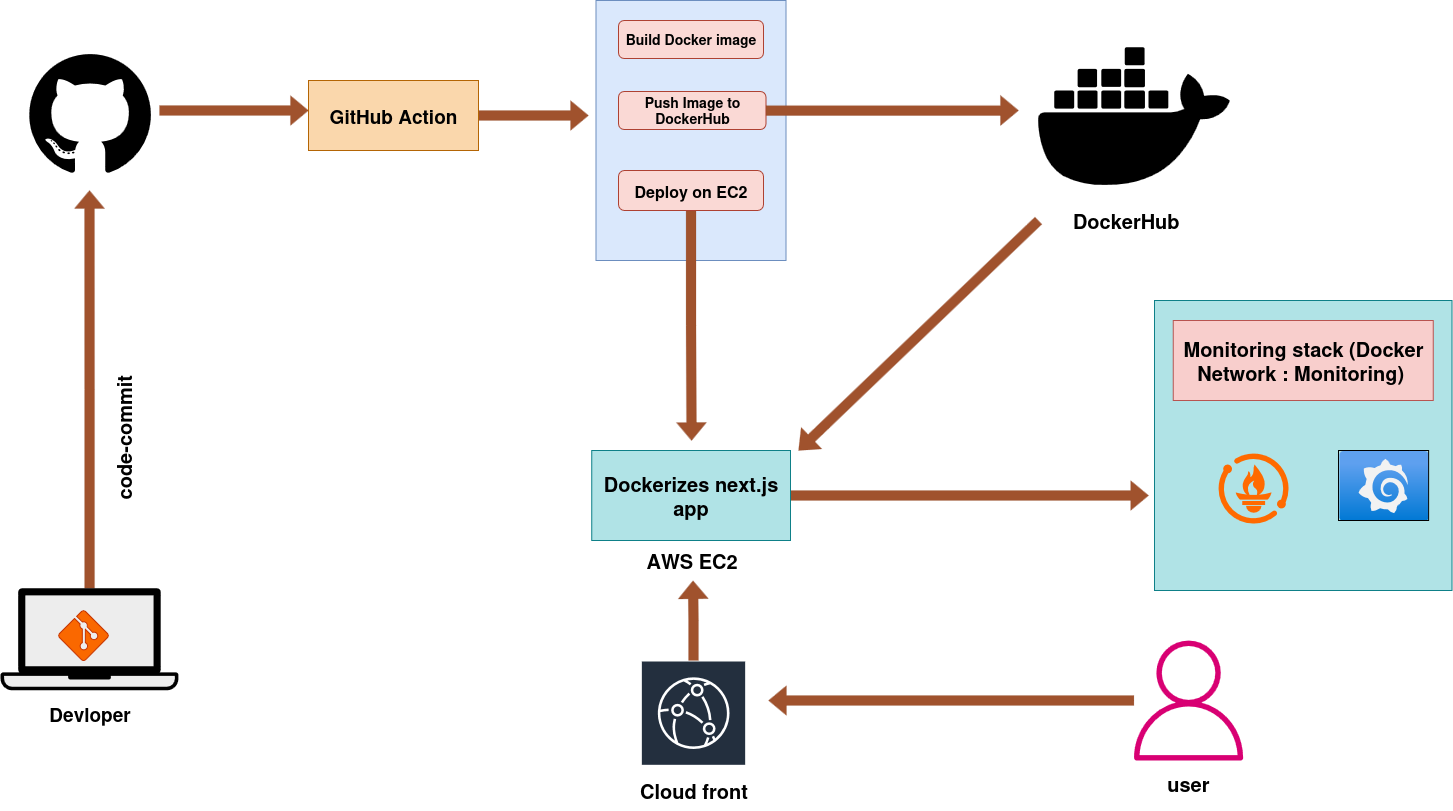 Build Docker image
GitHub Action
Push Image to
DockerHub
Deploy on EC2
DockerHub
code-commit
Monitoring stack (Docker
Network : Monitoring)
Dockerizes next.js
app
AWS EC2
Devloper
Cloud front
user